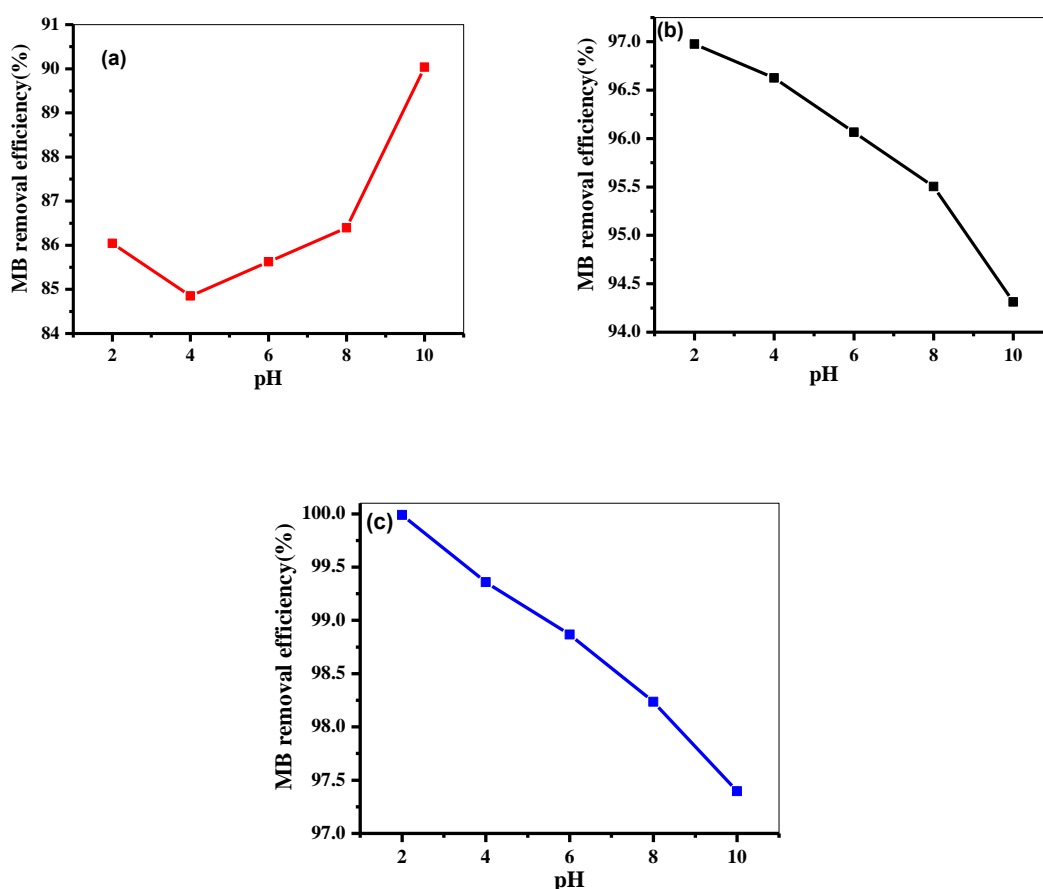 (a)
MB removal efficiency(%)
91
90
89
88
87
86
85
84
2 4 6 8 10
pH
(b)
MB removal efficiency(%)
97.0
96.5
96.0
95.5
95.0
94.5
94.0
2 4 6 8 10
pH
(c)
MB removal efficiency(%)
100.0
99.5
99.0
98.5
98.0
97.5
97.0
2 4 6 8 10
pH